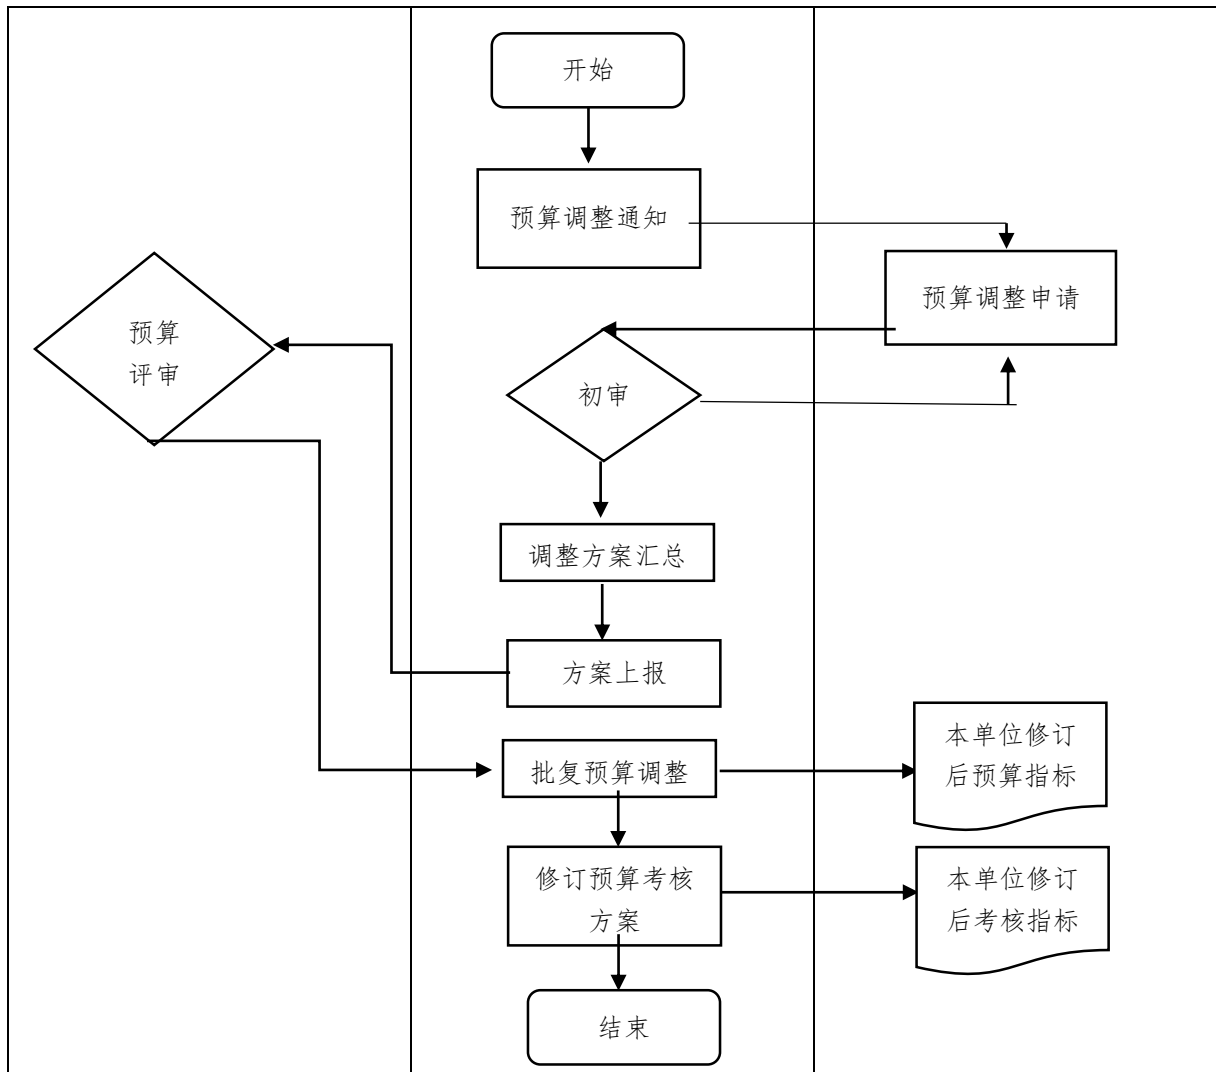 开始
预算调整通知
预算调整申请
预算
评审
初审
调整方案汇总
方案上报
批复预算调整
本单位修订
后预算指标
修订预算考核
方案
本单位修订
后考核指标
结束